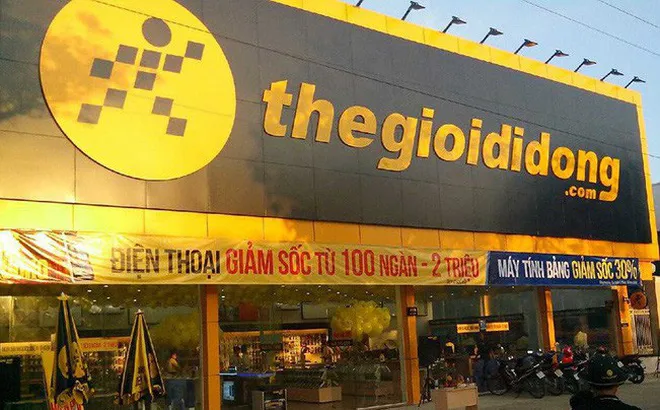 thegioididong
.com
ĐIỆN THOẠI GIẢM SỐC TỪ 100 NGÀN - 2 TRIỆU
MÁY TÍNH BẢNG GIẢM SỐC 30%